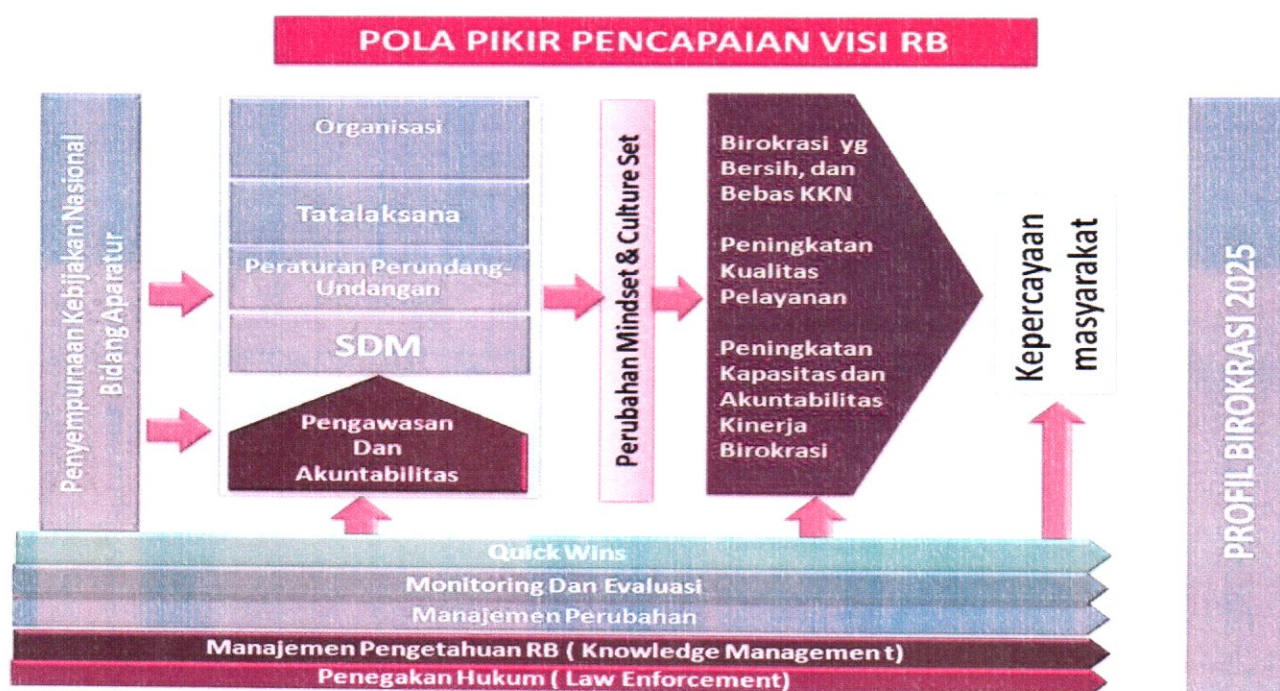 POLA PIKIR PENCAPAIAN VISI RB
Penyempurnaan Kebijakan Nasional
Bidang Aparatur
Organisasi
Tatalaksana
Peraturan Perundang-
Undangan
SDM
Pengawasan
Dan
Akuntabilitas
Perubahan Mindset & Culture Set
Birokrasi yg
Bersih, dan
Bebas KKN
Peningkatan
Kualitas
Pelayanan
Peningkatan
Kapasitas dan
Akuntabilitas
Kinerja
Birokrasi
Kepercayaan
masyarakat
PROFIL BIROKRASI 2025
Quick Wins
Monitoring Dan Evaluasi
Manajemen Perubahan
Manajemen Pengetahuan RB ( Knowledge Management)
Penegakan Hukum ( Law Enforcement)